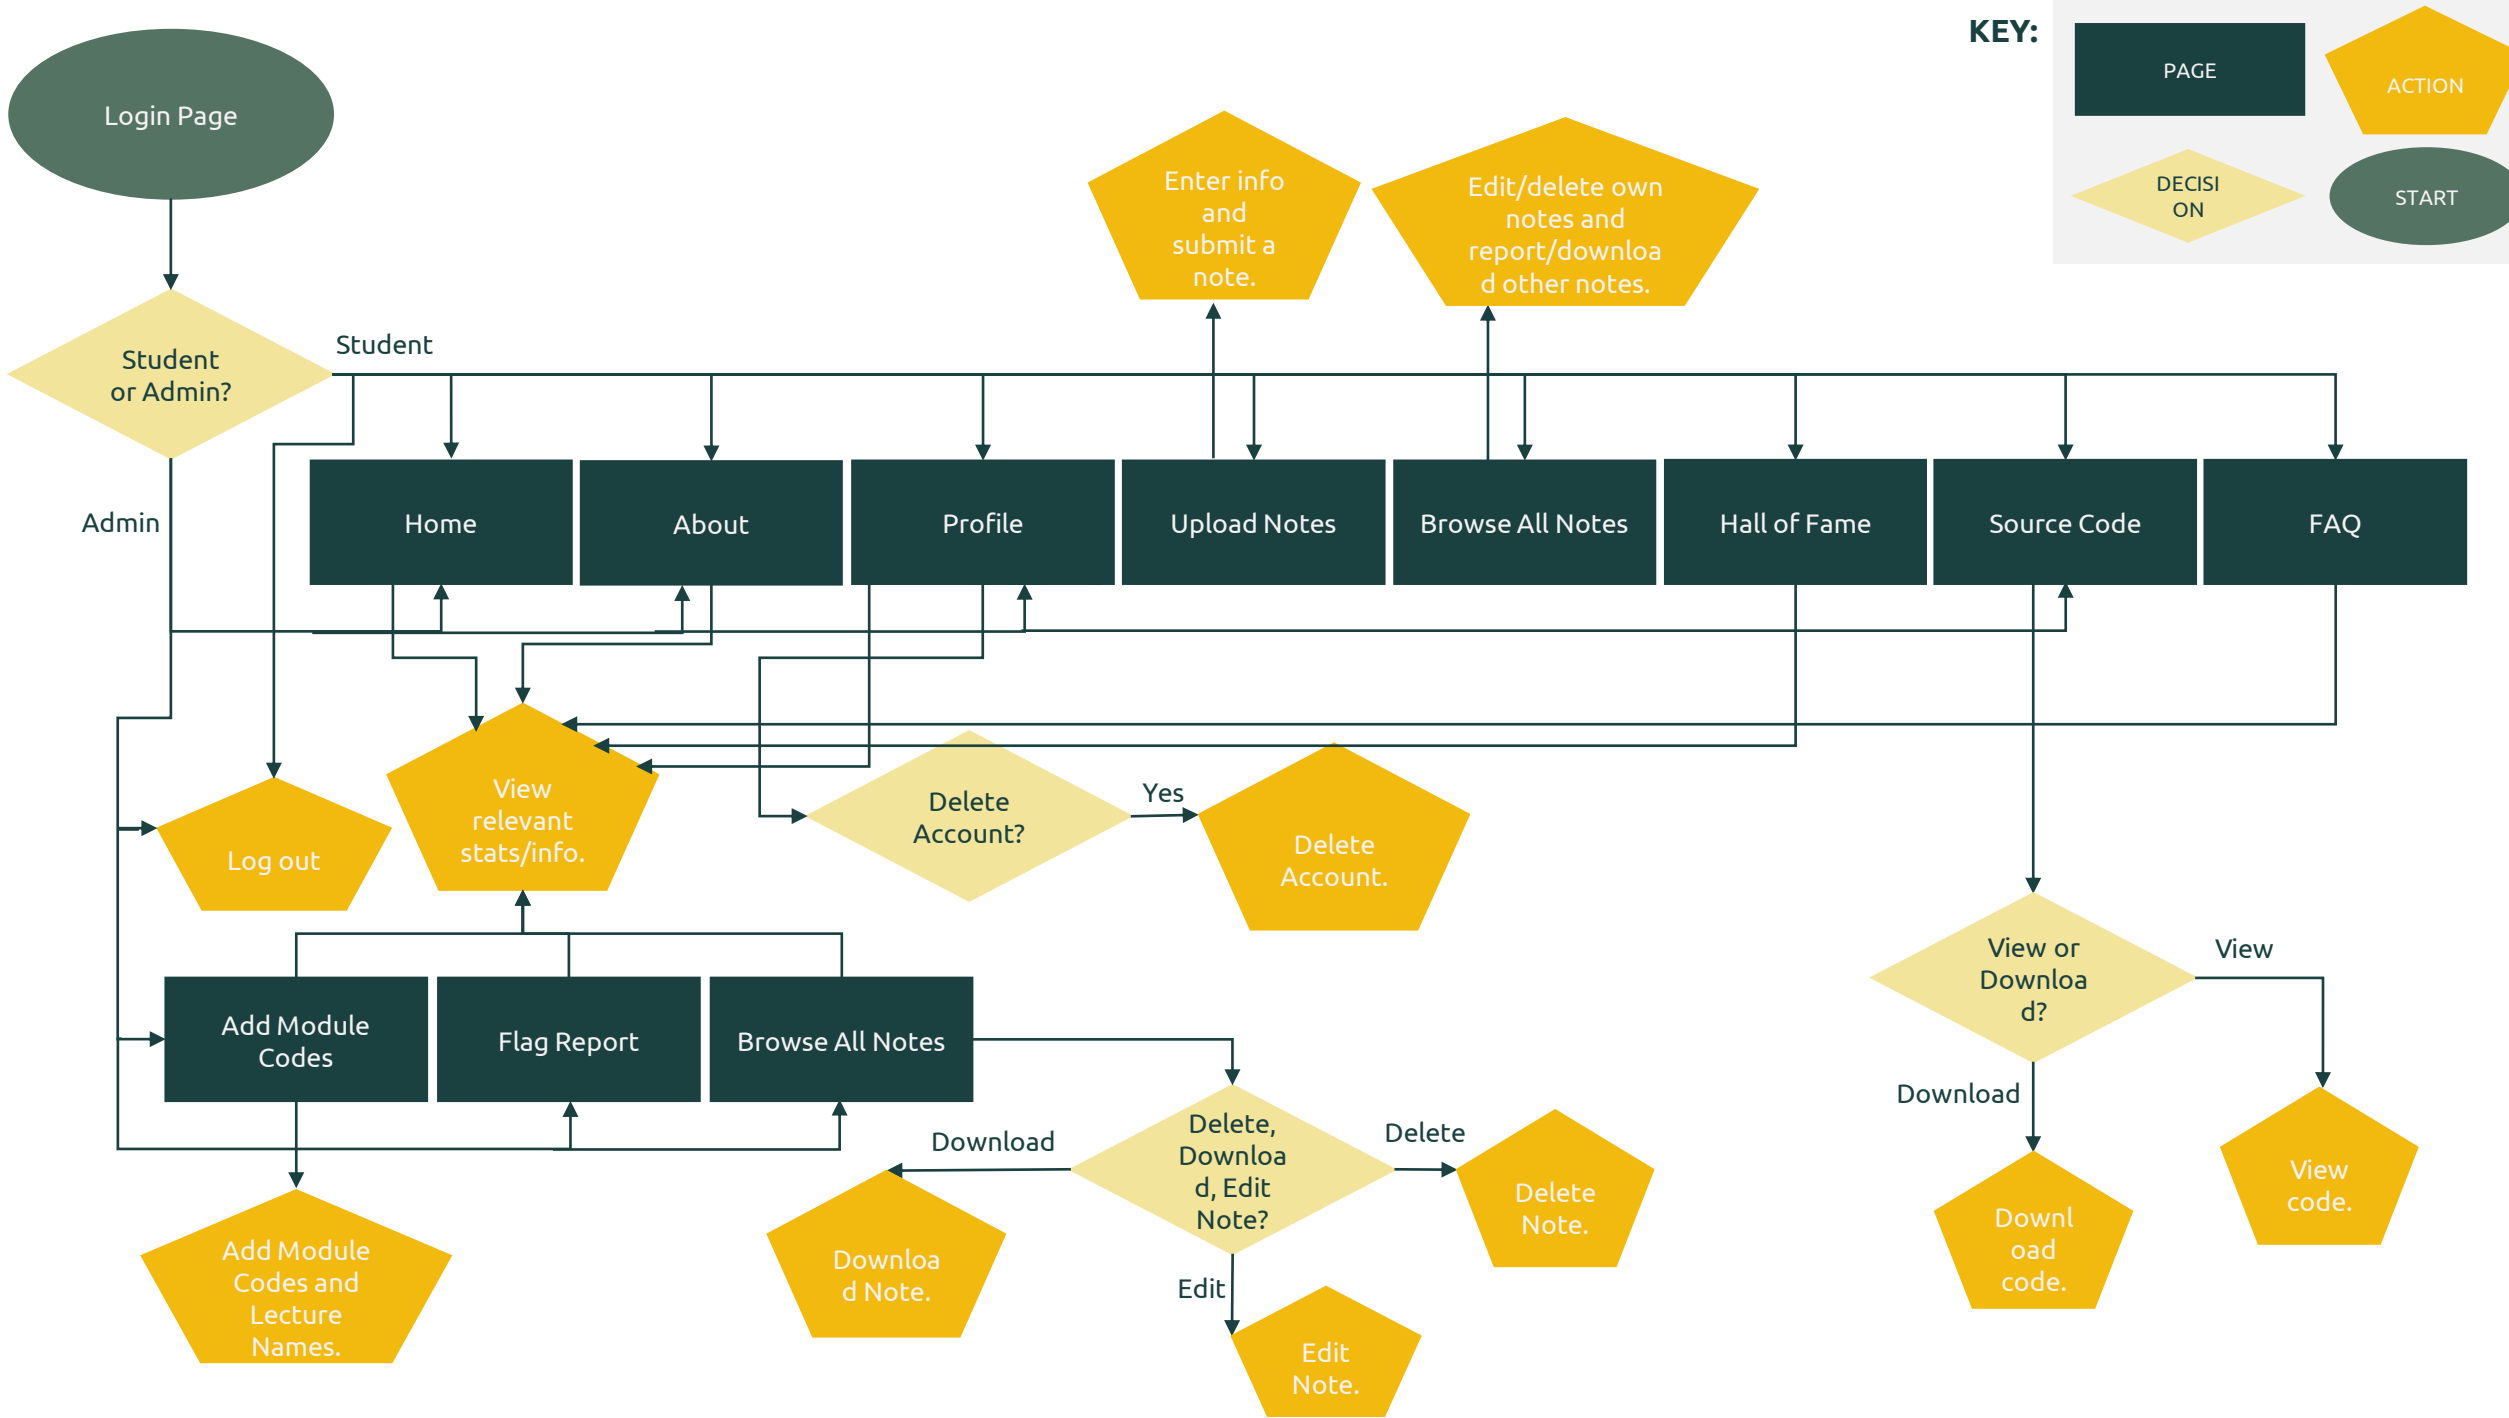 KEY:
PAGE
ACTION
DECISI
ON
START
Login Page
Enter info
and
submit a
note.
Edit/delete own
notes and
report/downloa
d other notes.
Student
or Admin?
Student
Admin
Home
About
Profile
Upload Notes
Browse All Notes
Hall of Fame
Source Code
FAQ
Log out
View
relevant
stats/info.
Delete
Account?
Yes
Delete
Account.
Add Module
Codes
Flag Report
Browse All Notes
View or
Downloa
d?
View
Download
View
code.
Downl
oad
code.
Delete,
Downloa
d, Edit
Note?
Download
Delete
Edit
Downloa
d Note.
Delete
Note.
Edit
Note.
Add Module
Codes and
Lecture
Names.